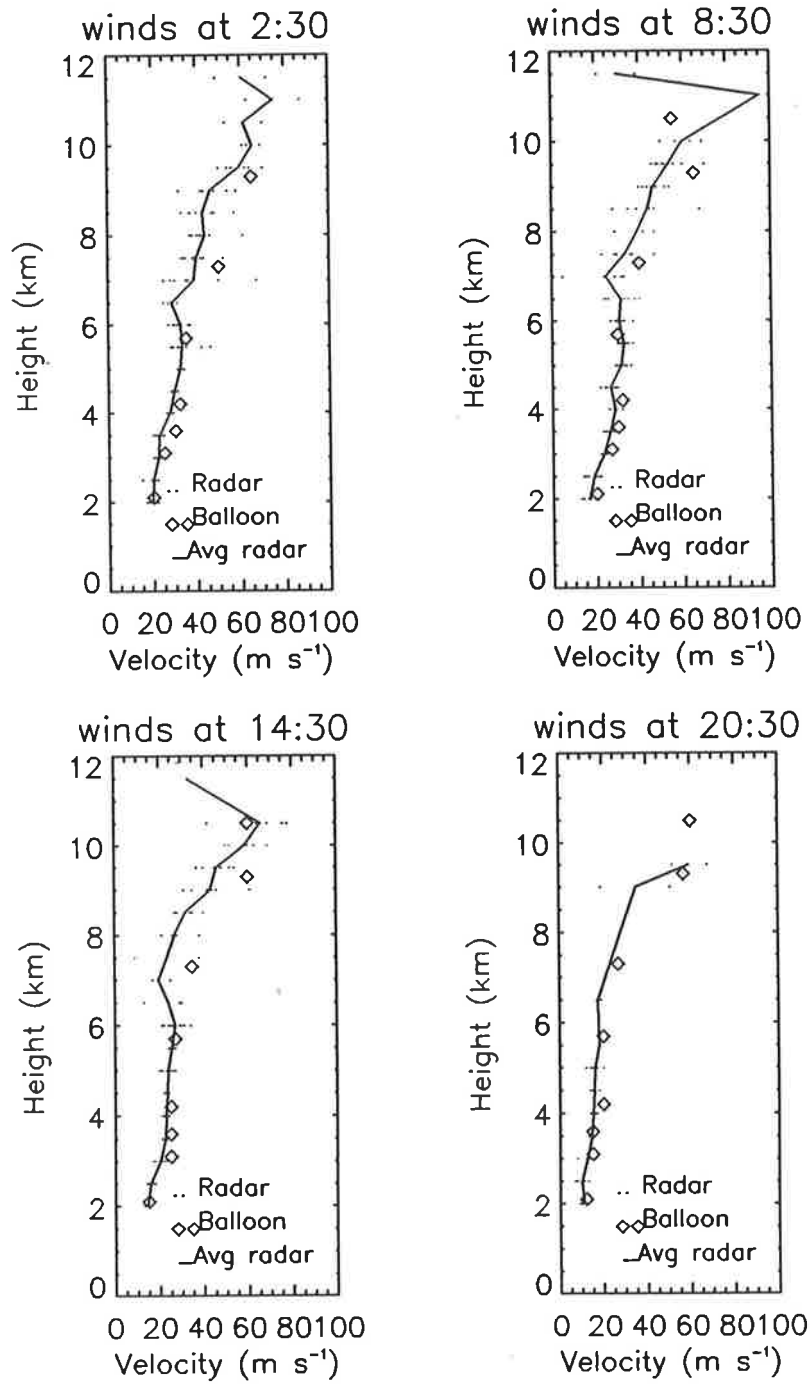 winds at 2:30
12
10
8
6
4
2
0
Height (km)
.. Radar
◇◇Balloon
—Avg radar
0 20 40 60 80100
Velocity (m s⁻¹)
winds at 8:30
12
10
8
6
4
2
0
Height (km)
.. Radar
◇◇Balloon
—Avg radar
0 20 40 60 80100
Velocity (m s⁻¹)
winds at 14:30
12
10
8
6
4
2
0
Height (km)
.. Radar
◇◇Balloon
—Avg radar
0 20 40 60 80100
Velocity (m s⁻¹)
winds at 20:30
12
10
8
6
4
2
0
Height (km)
.. Radar
◇◇Balloon
—Avg radar
0 20 40 60 80100
Velocity (m s⁻¹)